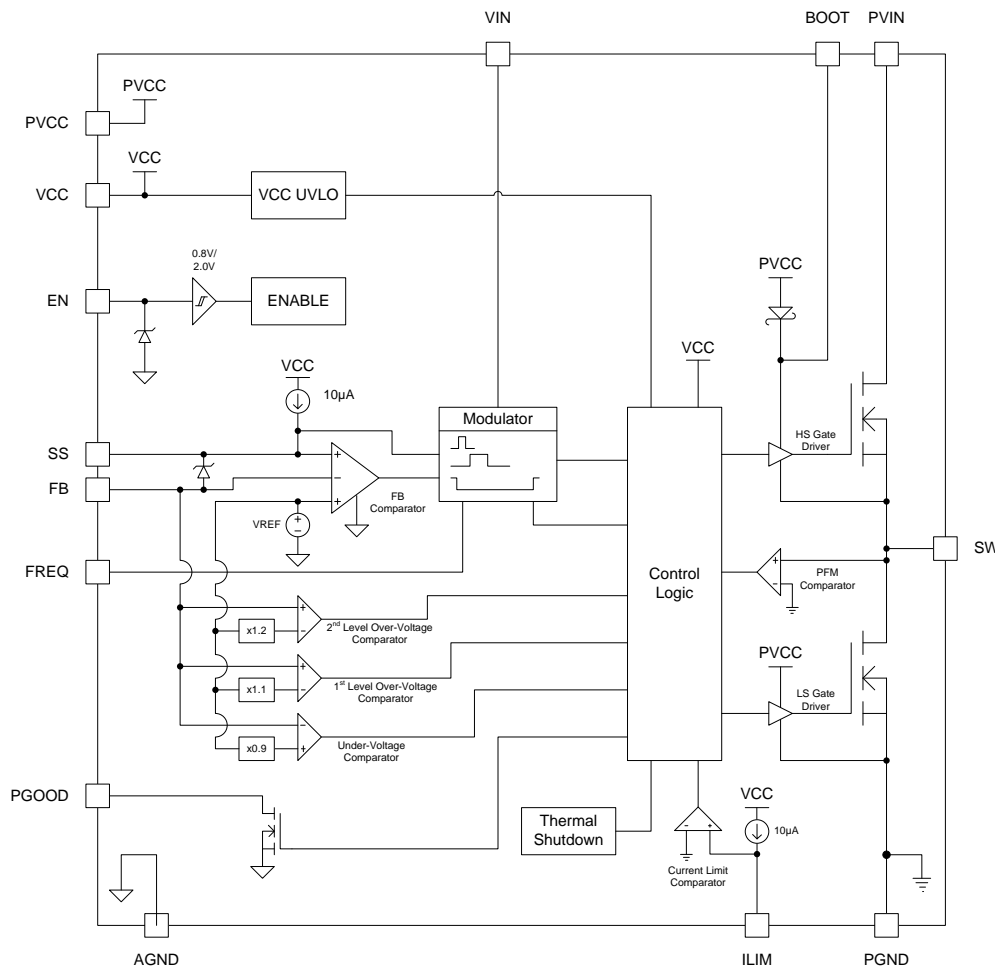 VIN
BOOT
PVIN
PVCC
PVCC
VCC
VCC
VCC UVLO
0.8V/
2.0V
EN
ENABLE
PVCC
VCC
VCC
10µA
Modulator
SS
+
HS Gate
Driver
FB
−
FB
Comparator
+
VREF
+
−
SW
FREQ
Control
Logic
+
−
PFM
Comparator
+
−
x1.2
2nd Level Over-Voltage
Comparator
+
−
x1.1
1st Level Over-Voltage
Comparator
PVCC
LS Gate
Driver
−
+
x0.9
Under-Voltage
Comparator
PGOOD
Thermal
Shutdown
VCC
10µA
-
+
Current Limit
Comparator
AGND
ILIM
PGND